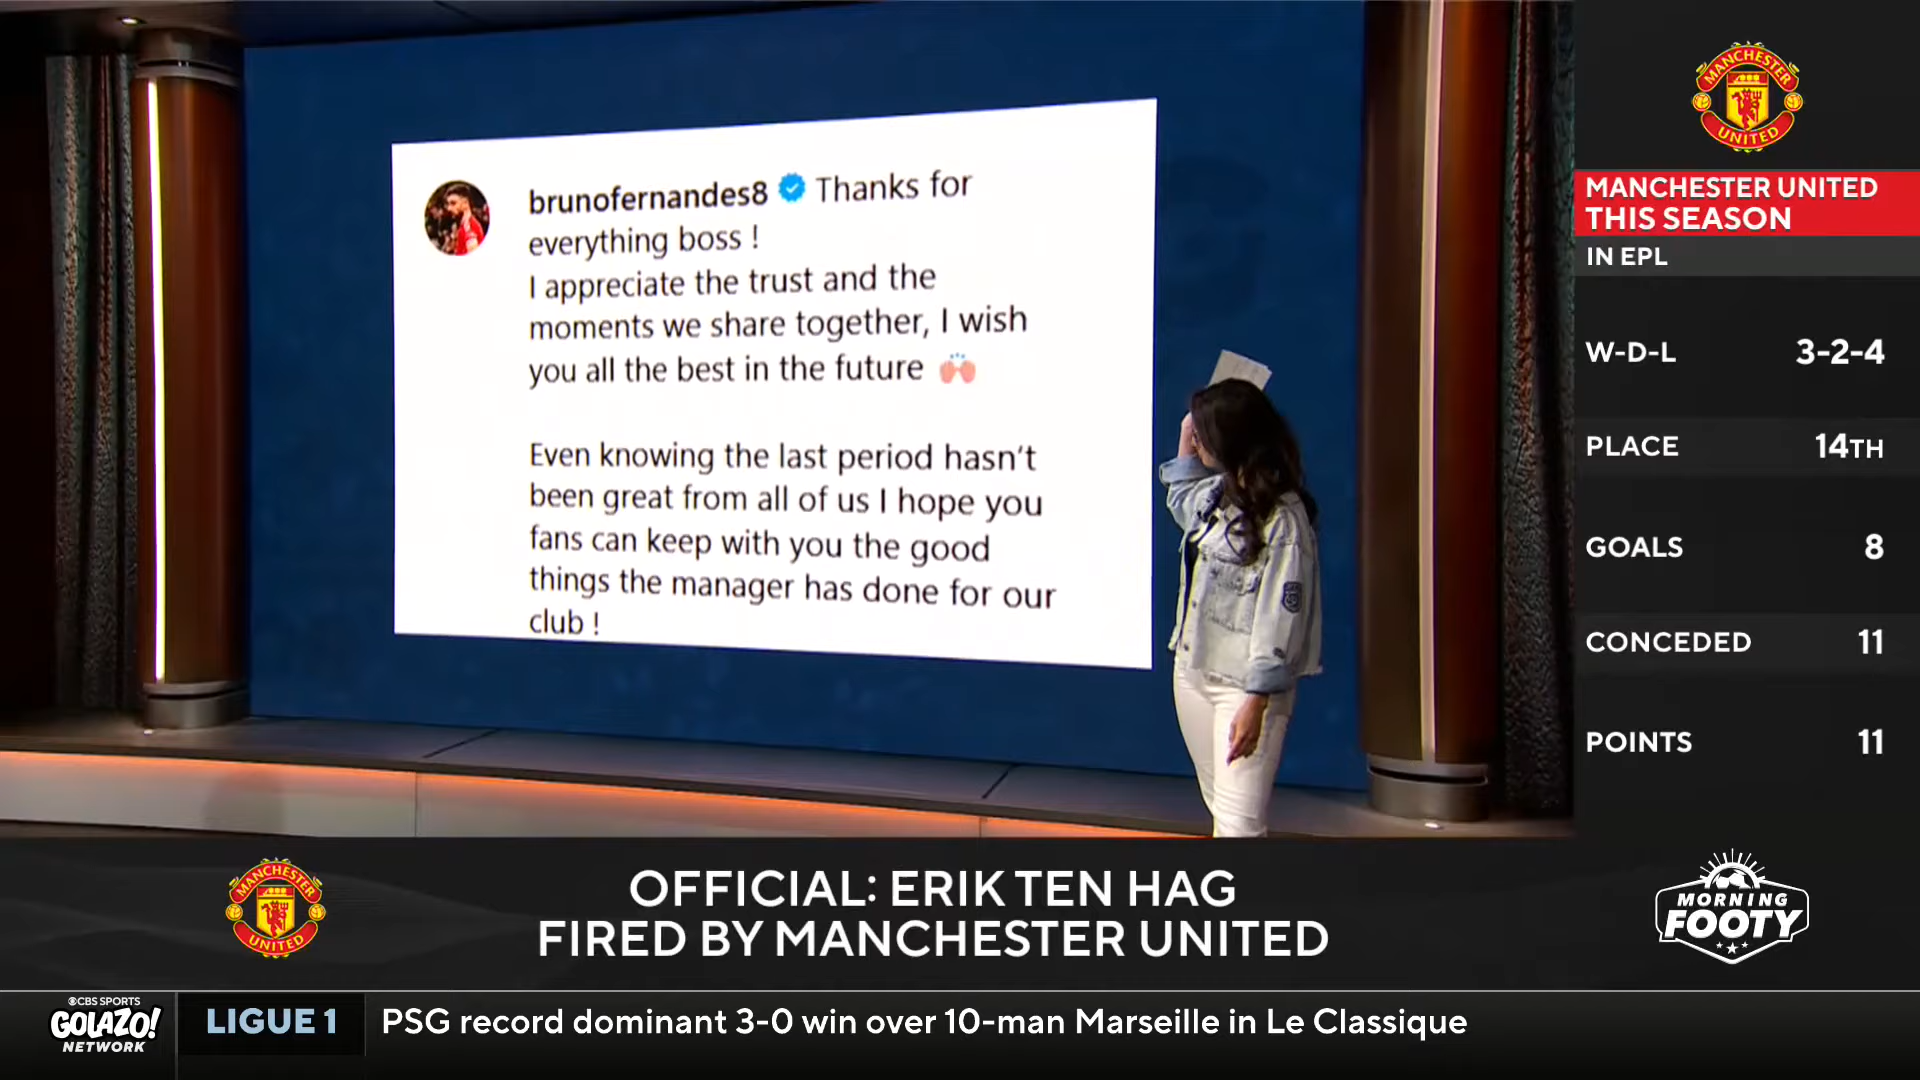 brunofernandes8 Thanks for
everything boss !
I appreciate the trust and the
moments we share together, I wish
you all the best in the future
Even knowing the last period hasn't
been great from all of us I hope you
fans can keep with you the good
things the manager has done for our
club !
MANCHESTER
UNITED
MANCHESTER UNITED
THIS SEASON
IN EPL
W-D-L 3-2-4
PLACE 14TH
GOALS 8
CONCEDED 11
POINTS 11
MANCHESTER
UNITED
OFFICIAL: ERIK TEN HAG
FIRED BY MANCHESTER UNITED
MORNING
FOOTY
CBS SPORTS
GOLAZO!
NETWORK
LIGUE 1 PSG record dominant 3-0 win over 10-man Marseille in Le Classique